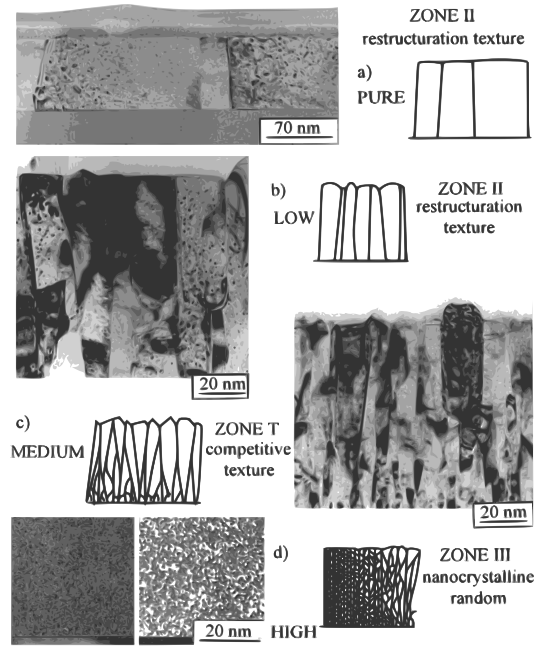 ZONE II
restructuration texture
a)
PURE
70 nm
b)
LOW
ZONE II
restructuration
texture
20 nm
c)
MEDIUM
ZONE T
competitive
texture
20 nm
d)
ZONE III
nanocrystalline
random
20 nm
HIGH